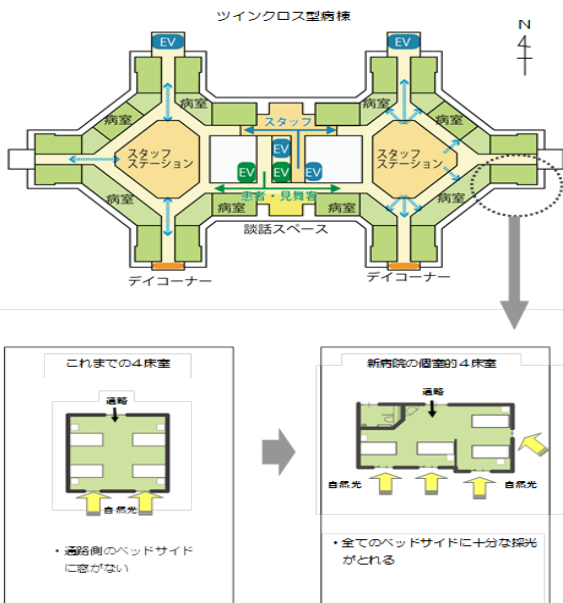 ツインクロス型病棟
N
EV
EV
病室
病室
病室
病室
スタッフ
スタッフ
ステーション
EV
スタッフ
ステーション
EV
EV
EV
患者・見舞客
病室
病室
病室
病室
談話スペース
デイコーナー
デイコーナー
これまでの4床室
通路
自然光
・通路側のベッドサイド
に窓がない
新病院の個室的4床室
通路
自然光
自然光
・全てのベッドサイドに十分な採光
がとれる